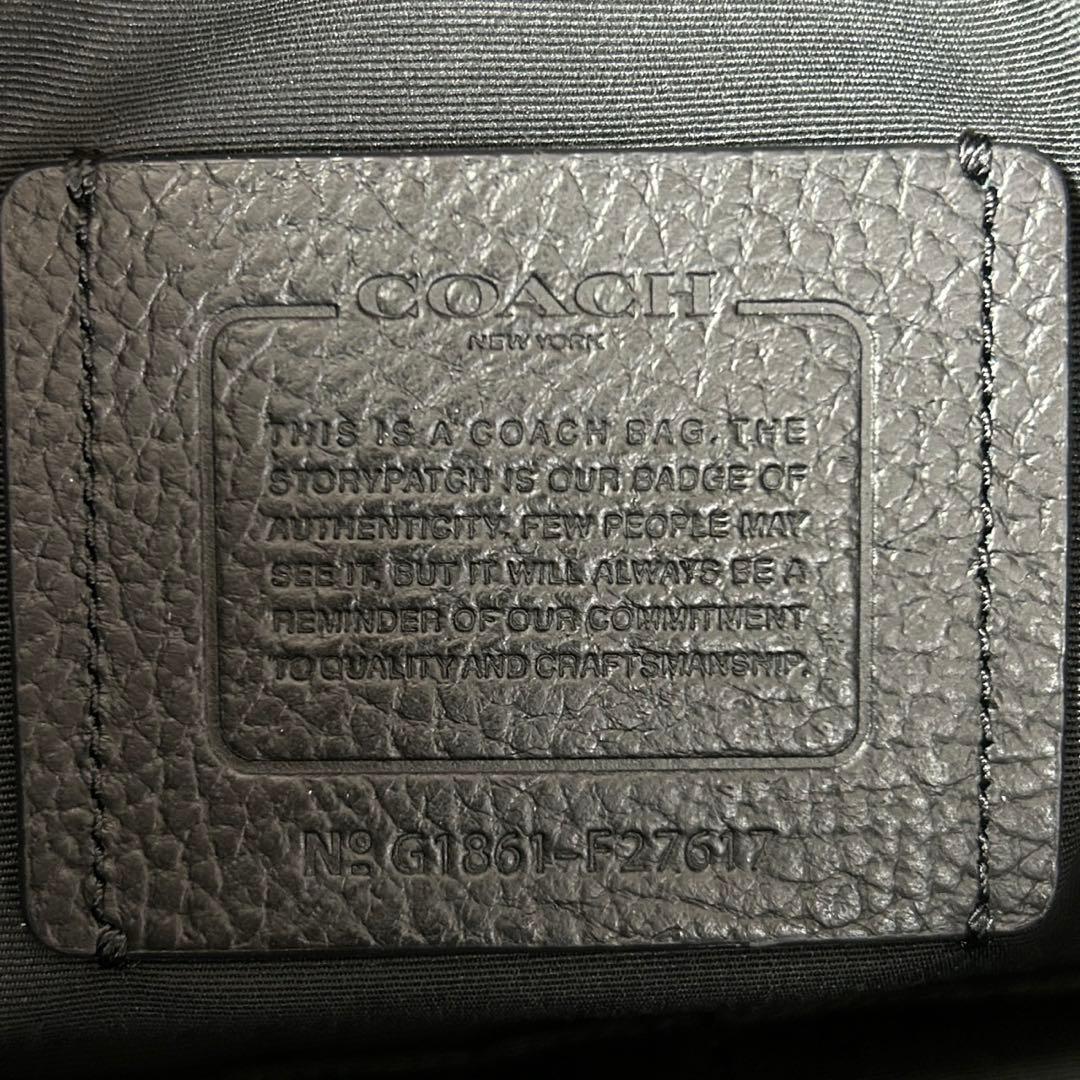 COACH
NEW YORK
THIS IS A COACH BAG. THE
STORYPATCH IS OUR BADGE OF
AUTHENTICITY. FEW PEOPLE MAY
SEE IT, BUT IT WILL ALWAYS BE A
REMINDER OF OUR COMMITMENT
TO QUALITY AND CRAFTSMANSHIP.
Nº G1861-F27617